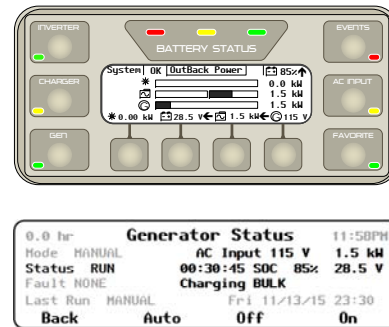 INVERTER
EVENTS
BATTERY STATUS
CHARGER
AC INPUT
System OK OutBack Power 85%
0.0 kW
1.5 kW
1.5 kW
0.00 kW 28.5 V 1.5 kW 115 V
GEN
FAVORITE
0.0 hr Generator Status 11:58PM
Mode MANUAL AC Input 115 V 1.5 kW
Status RUN 00:30:45 SOC 85% 28.5 V
Fault NONE Charging BULK
Last Run MANUAL Fri 11/13/15 23:30
Back Auto Off On